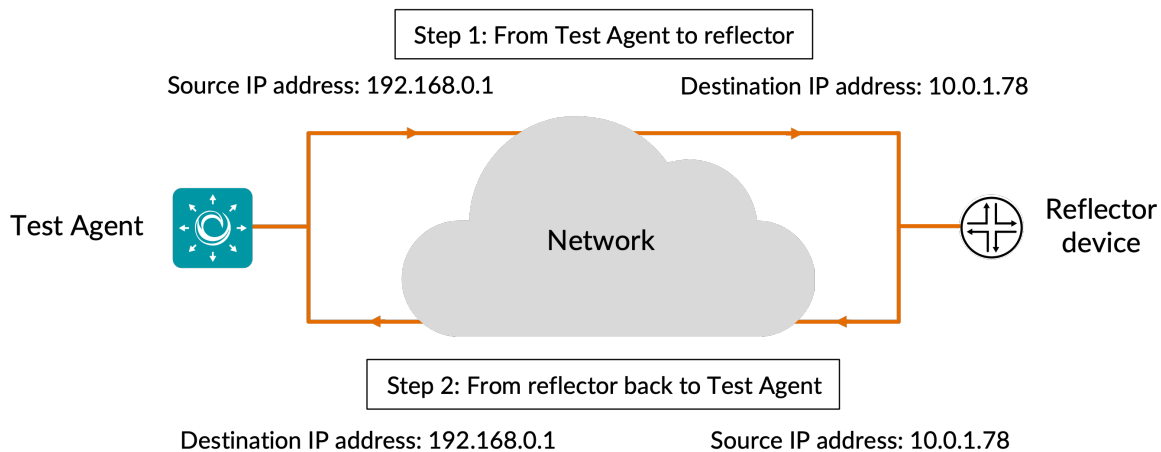 Step 1: From Test Agent to reflector
Source IP address: 192.168.0.1
Destination IP address: 10.0.1.78
Test Agent
Network
Reflector
device
Step 2: From reflector back to Test Agent
Destination IP address: 192.168.0.1
Source IP address: 10.0.1.78